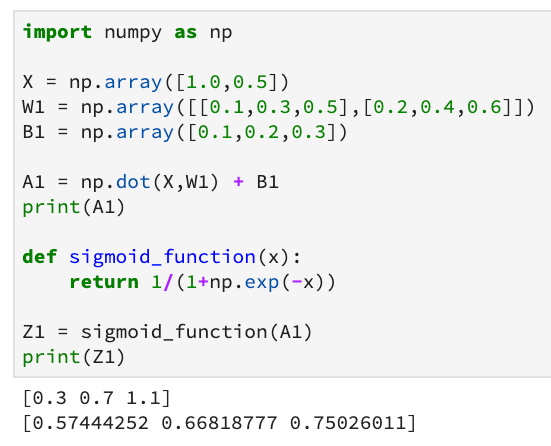 import numpy as np
X = np.array([1.0,0.5])
W1 = np.array([[0.1,0.3,0.5],[0.2,0.4,0.6]])
B1 = np.array([0.1,0.2,0.3])
A1 = np.dot(X,W1) + B1
print(A1)
def sigmoid_function(x):
    return 1/(1+np.exp(-x))
Z1 = sigmoid_function(A1)
print(Z1)
[0.3 0.7 1.1]
[0.57444252 0.66818777 0.75026011]